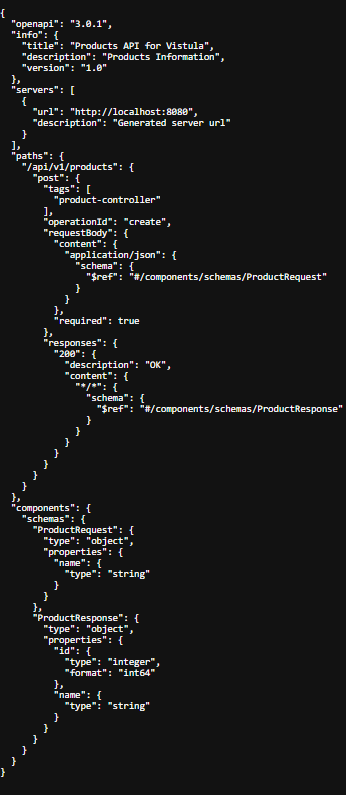 {
  "openapi": "3.0.1",
  "info": {
    "title": "Products API for Vistula",
    "description": "Products Information",
    "version": "1.0"
  },
  "servers": [
    {
      "url": "http://localhost:8080",
      "description": "Generated server url"
    }
  ],
  "paths": {
    "/api/v1/products": {
      "post": {
        "tags": [
          "product-controller"
        ],
        "operationId": "create",
        "requestBody": {
          "content": {
            "application/json": {
              "schema": {
                "$ref": "#/components/schemas/ProductRequest"
              }
            }
          },
          "required": true
        },
        "responses": {
          "200": {
            "description": "OK",
            "content": {
              "*/*": {
                "schema": {
                  "$ref": "#/components/schemas/ProductResponse"
                }
              }
            }
          }
        }
      }
    }
  },
  "components": {
    "schemas": {
      "ProductRequest": {
        "type": "object",
        "properties": {
          "name": {
            "type": "string"
          }
        }
      },
      "ProductResponse": {
        "type": "object",
        "properties": {
          "id": {
            "type": "integer",
            "format": "int64"
          },
          "name": {
            "type": "string"
          }
        }
      }
    }
  }
}